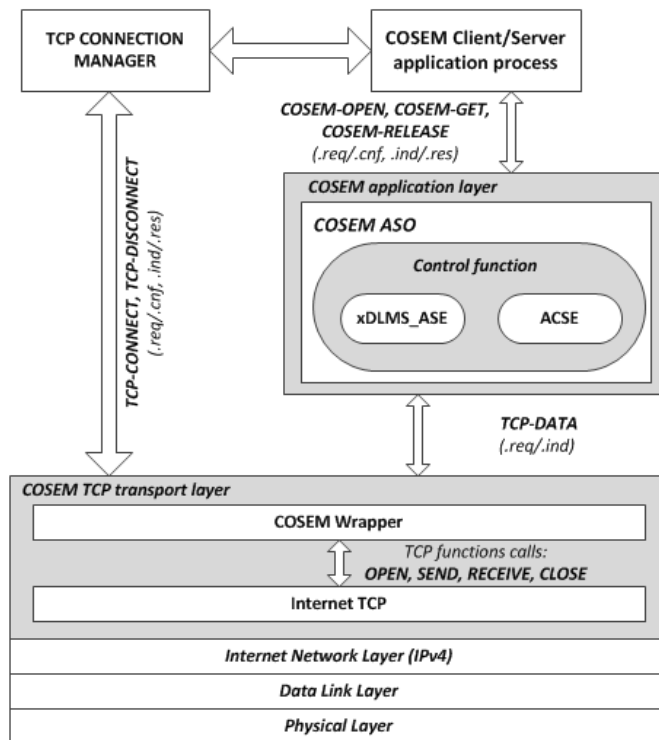 TCP CONNECTION
MANAGER
COSEM Client/Server
application process
COSEM-OPEN, COSEM-GET,
COSEM-RELEASE
(.req/.cnf, .ind/.res)
TCP-CONNECT, TCP-DISCONNECT
(.req/.cnf, .ind/.res)
COSEM application layer
COSEM ASO
Control function
xDLMS_ASE
ACSE
TCP-DATA
(.req/.ind)
COSEM TCP transport layer
COSEM Wrapper
TCP functions calls:
OPEN, SEND, RECEIVE, CLOSE
Internet TCP
Internet Network Layer (IPv4)
Data Link Layer
Physical Layer